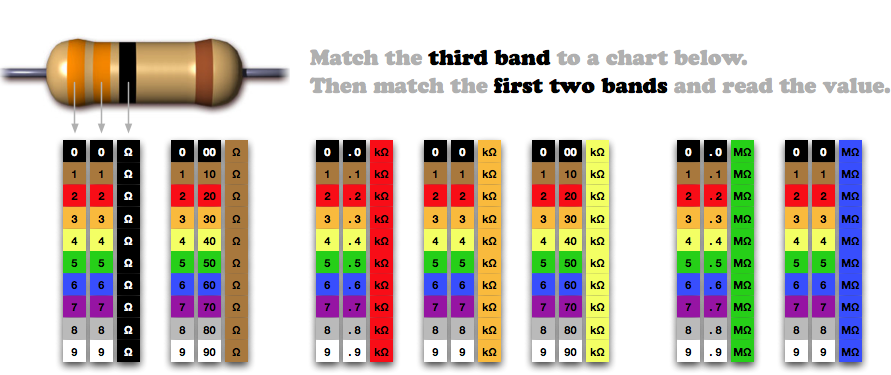 Match the third band to a chart below.
Then match the first two bands and read the value.
0 0 Ω 0 00 Ω 0 .0 kΩ 0 0 kΩ 0 00 kΩ 0 .0 MΩ 0 0 MΩ
1 1 Ω 1 10 Ω 1 .1 kΩ 1 1 kΩ 1 10 kΩ 1 .1 MΩ 1 1 MΩ
2 2 Ω 2 20 Ω 2 .2 kΩ 2 2 kΩ 2 20 kΩ 2 .2 MΩ 2 2 MΩ
3 3 Ω 3 30 Ω 3 .3 kΩ 3 3 kΩ 3 30 kΩ 3 .3 MΩ 3 3 MΩ
4 4 Ω 4 40 Ω 4 .4 kΩ 4 4 kΩ 4 40 kΩ 4 .4 MΩ 4 4 MΩ
5 5 Ω 5 50 Ω 5 .5 kΩ 5 5 kΩ 5 50 kΩ 5 .5 MΩ 5 5 MΩ
6 6 Ω 6 60 Ω 6 .6 kΩ 6 6 kΩ 6 60 kΩ 6 .6 MΩ 6 6 MΩ
7 7 Ω 7 70 Ω 7 .7 kΩ 7 7 kΩ 7 70 kΩ 7 .7 MΩ 7 7 MΩ
8 8 Ω 8 80 Ω 8 .8 kΩ 8 8 kΩ 8 80 kΩ 8 .8 MΩ 8 8 MΩ
9 9 Ω 9 90 Ω 9 .9 kΩ 9 9 kΩ 9 90 kΩ 9 .9 MΩ 9 9 MΩ